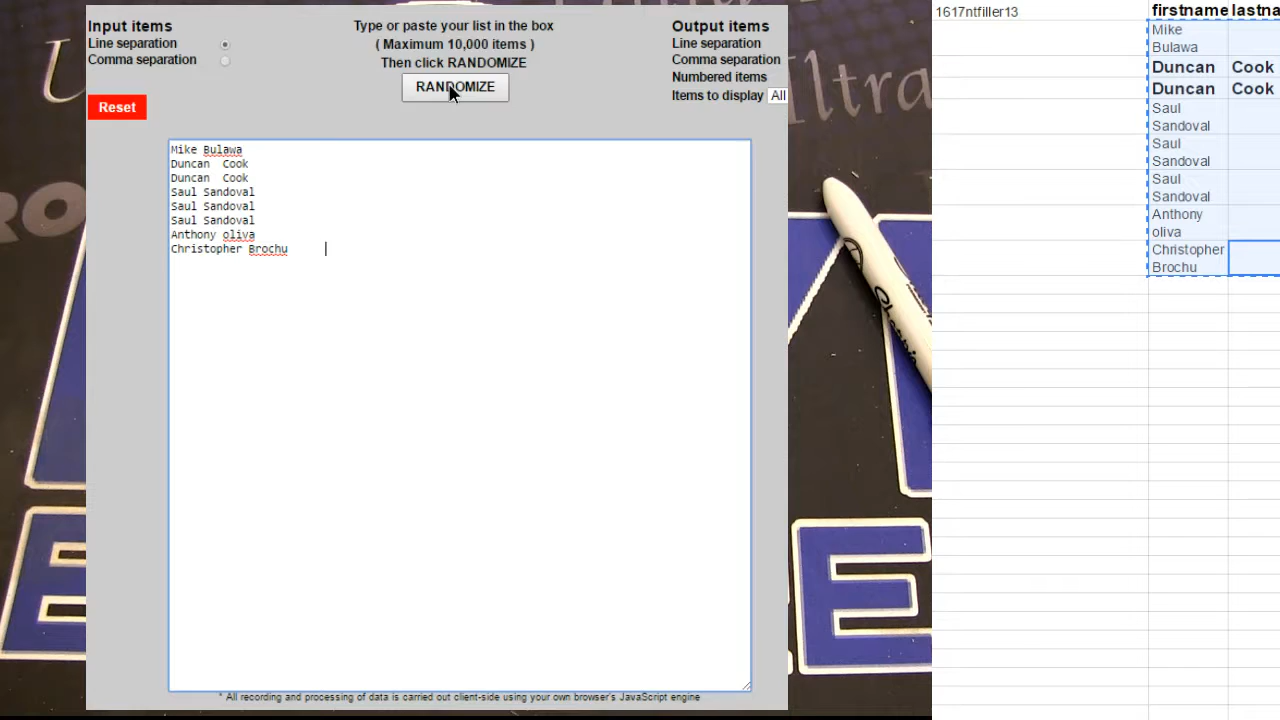 Input items
Line separation
Comma separation
Reset
Type or paste your list in the box
( Maximum 10,000 items )
Then click RANDOMIZE
RANDOMIZE
Output items
Line separation
Comma separation
Numbered items
Items to display All
Mike Bulawa
Duncan  Cook
Duncan  Cook
Saul Sandoval
Saul Sandoval
Saul Sandoval
Anthony oliva
Christopher Brochu
* All recording and processing of data is carried out client-side using your own browser's JavaScript engine
1617ntfiller13
firstname lastna
Mike
Bulawa
Duncan Cook
Duncan Cook
Saul
Sandoval
Saul
Sandoval
Saul
Sandoval
Anthony
oliva
Christopher
Brochu